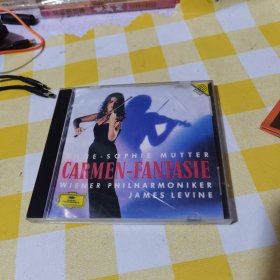 -SOPHIE MUTTER
CARMEN-FANTASIE
WIENER PHILHARMONIKER
JAMES LEVINE